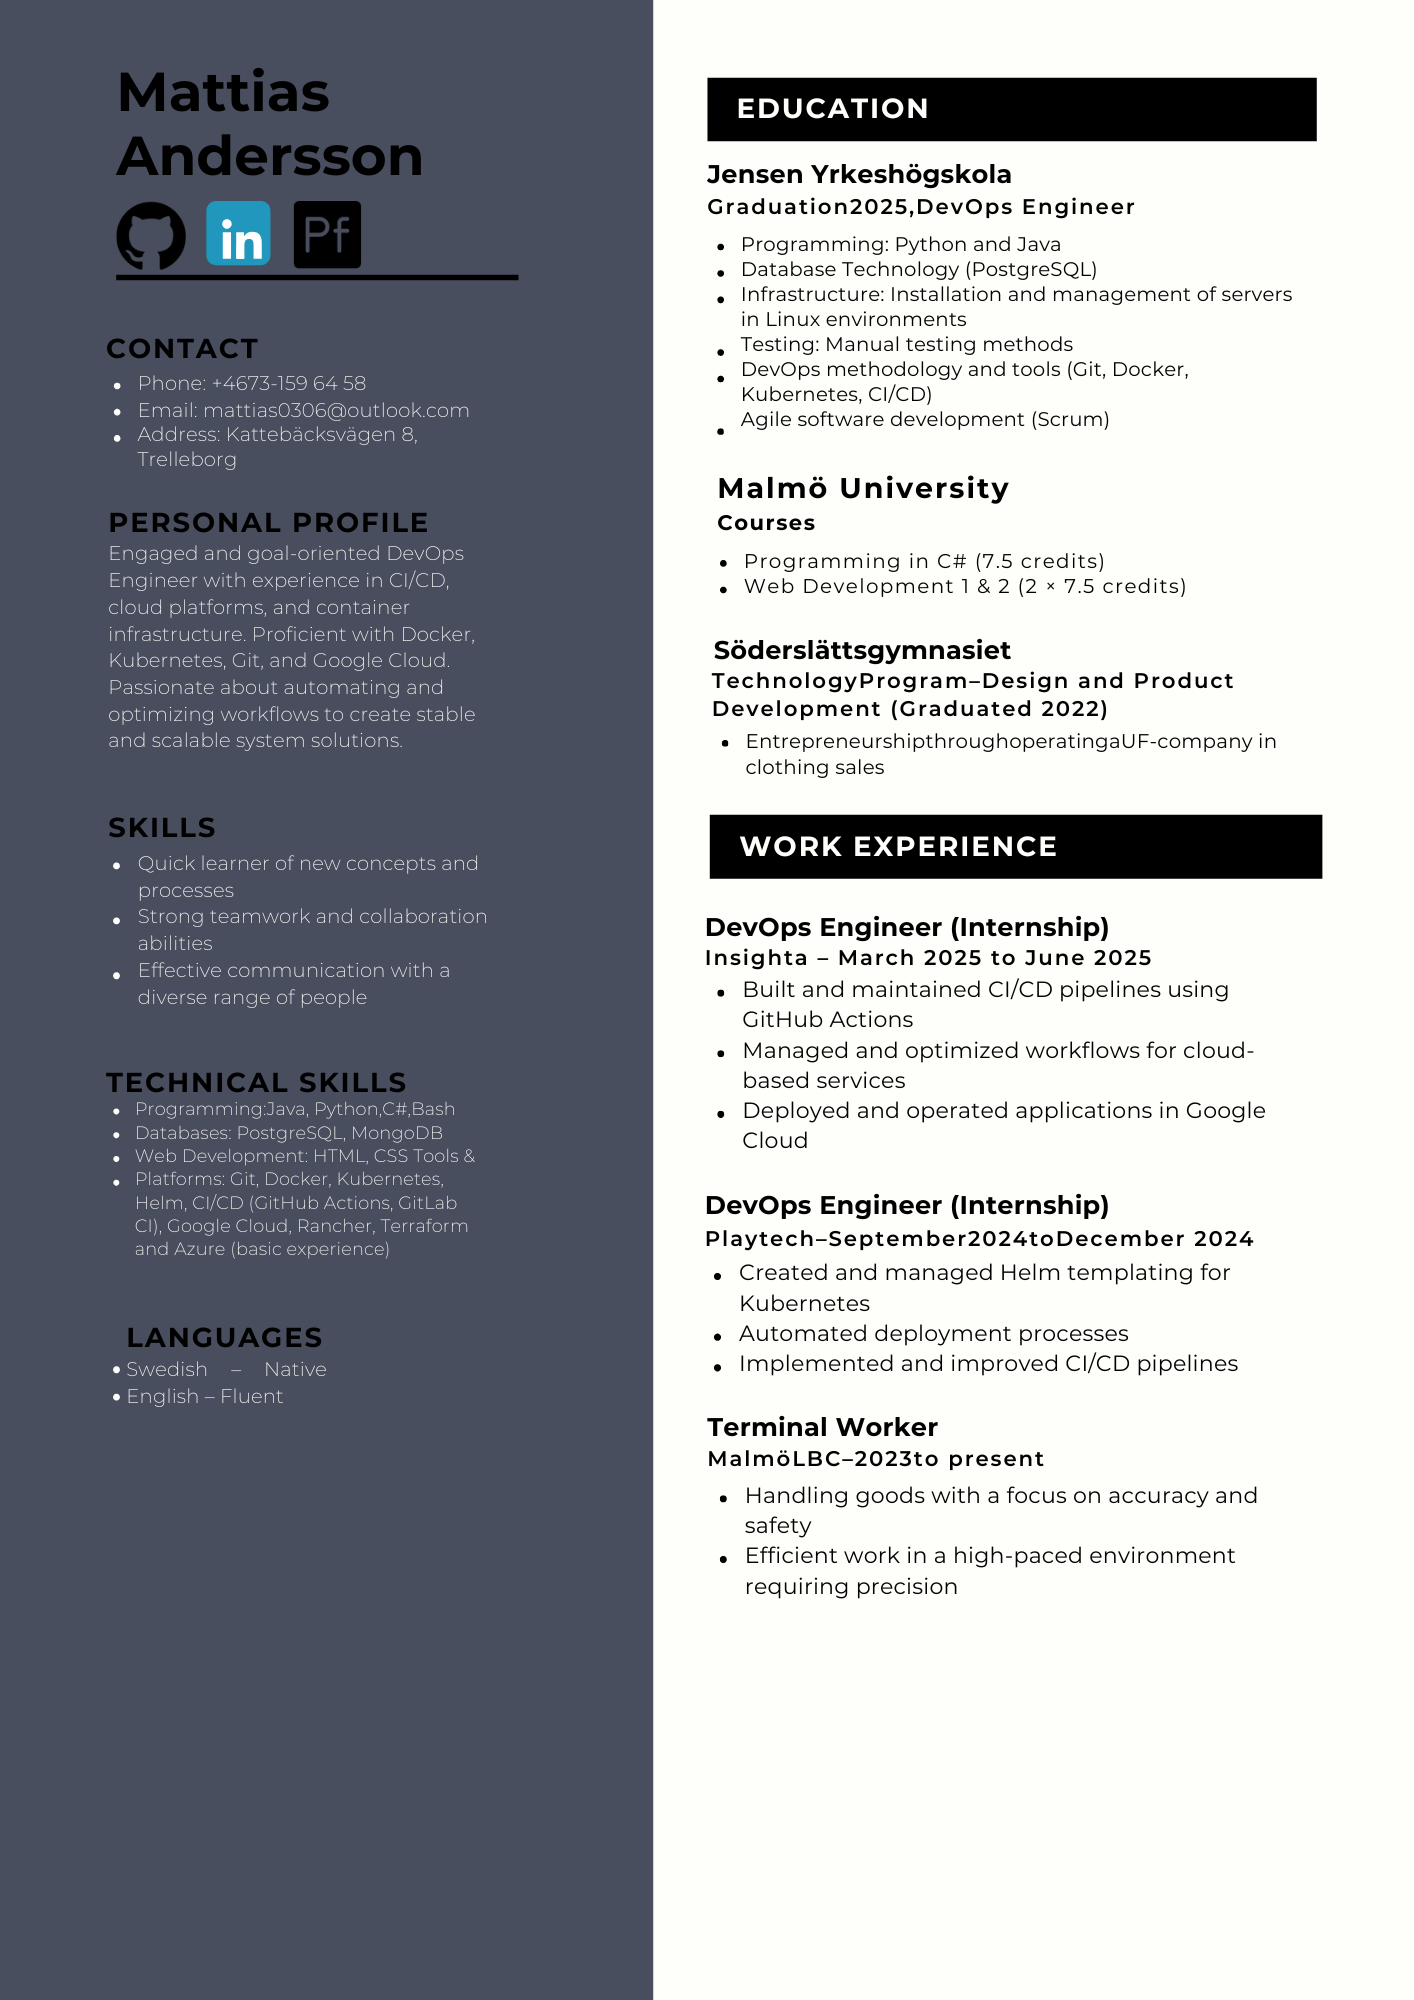 Mattias
Andersson
in
Pf
CONTACT
• Phone: +4673-159 64 58
• Email: mattias0306@outlook.com
• Address: Kattebäcksvägen 8,
Trelleborg
PERSONAL PROFILE
Engaged and goal-oriented DevOps
Engineer with experience in CI/CD,
cloud platforms, and container
infrastructure. Proficient with Docker,
Kubernetes, Git, and Google Cloud.
Passionate about automating and
optimizing workflows to create stable
and scalable system solutions.
SKILLS
• Quick learner of new concepts and
processes
• Strong teamwork and collaboration
abilities
• Effective communication with a
diverse range of people
TECHNICAL SKILLS
• Programming:Java, Python,C#,Bash
• Databases: PostgreSQL, MongoDB
• Web Development: HTML, CSS Tools &
• Platforms: Git, Docker, Kubernetes,
Helm, CI/CD (GitHub Actions, GitLab
CI), Google Cloud, Rancher, Terraform
and Azure (basic experience)
LANGUAGES
• Swedish – Native
• English – Fluent
EDUCATION
Jensen Yrkeshögskola
Graduation2025,DevOps Engineer
• Programming: Python and Java
• Database Technology (PostgreSQL)
• Infrastructure: Installation and management of servers
in Linux environments
• Testing: Manual testing methods
• DevOps methodology and tools (Git, Docker,
Kubernetes, CI/CD)
• Agile software development (Scrum)
Malmö University
Courses
• Programming in C# (7.5 credits)
• Web Development 1 & 2 (2 × 7.5 credits)
Söderslättsgymnasiet
TechnologyProgram–Design and Product
Development (Graduated 2022)
• EntrepreneurshipthroughoperatingaUF-company in
clothing sales
WORK EXPERIENCE
DevOps Engineer (Internship)
Insighta – March 2025 to June 2025
• Built and maintained CI/CD pipelines using
GitHub Actions
• Managed and optimized workflows for cloud-
based services
• Deployed and operated applications in Google
Cloud
DevOps Engineer (Internship)
Playtech–September2024toDecember 2024
• Created and managed Helm templating for
Kubernetes
• Automated deployment processes
• Implemented and improved CI/CD pipelines
Terminal Worker
MalmöLBC–2023to present
• Handling goods with a focus on accuracy and
safety
• Efficient work in a high-paced environment
requiring precision